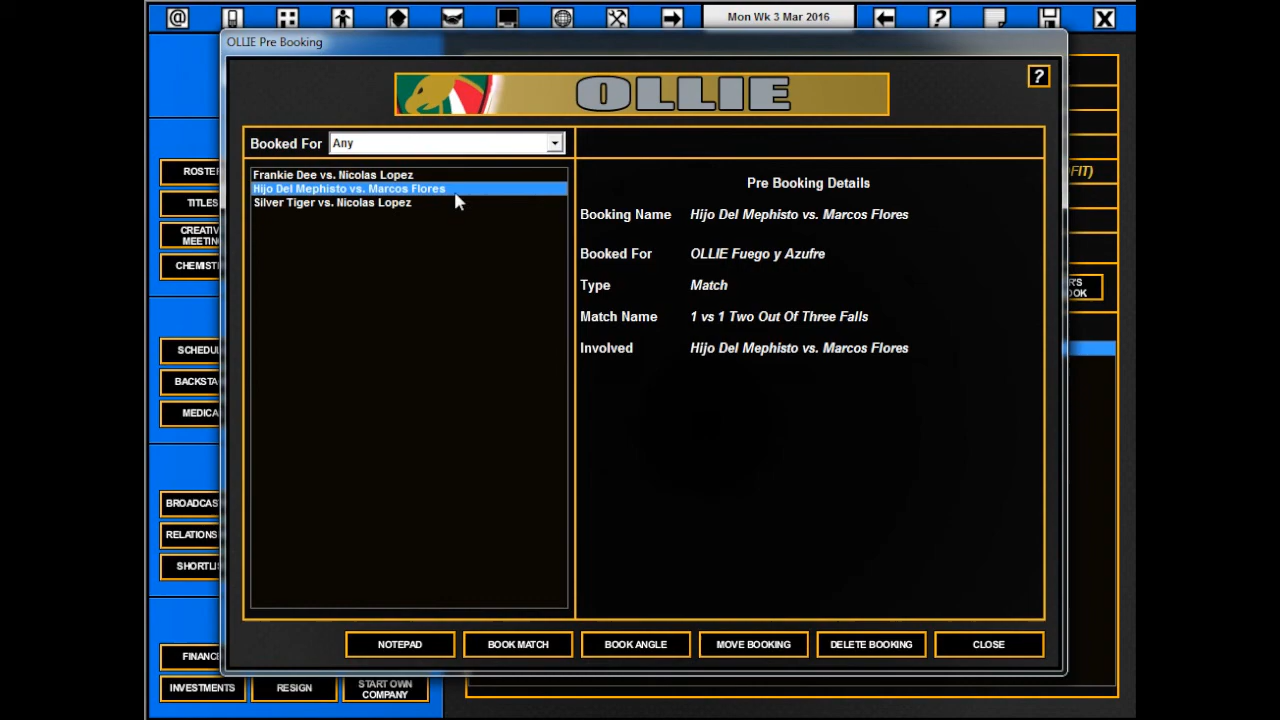 @
Mon Wk 3 Mar 2016
?
X
OLLIE Pre Booking
OLLIE
?
Booked For Any
Frankie Dee vs. Nicolas Lopez
Hijo Del Mephisto vs. Marcos Flores
Silver Tiger vs. Nicolas Lopez
Pre Booking Details
Booking Name Hijo Del Mephisto vs. Marcos Flores
Booked For OLLIE Fuego y Azufre
Type Match
Match Name 1 vs 1 Two Out Of Three Falls
Involved Hijo Del Mephisto vs. Marcos Flores
NOTEPAD
BOOK MATCH
BOOK ANGLE
MOVE BOOKING
DELETE BOOKING
CLOSE
ROSTE
TITLES
CREATIV
MEETIN
CHEMIST
SCHEDU
BACKSTA
MEDICA
BROADCAS
RELATIONS
SHORTLI
FINANC
INVESTMENTS
RESIGN
START OWN
COMPANY
FIT)
R'S
OOK